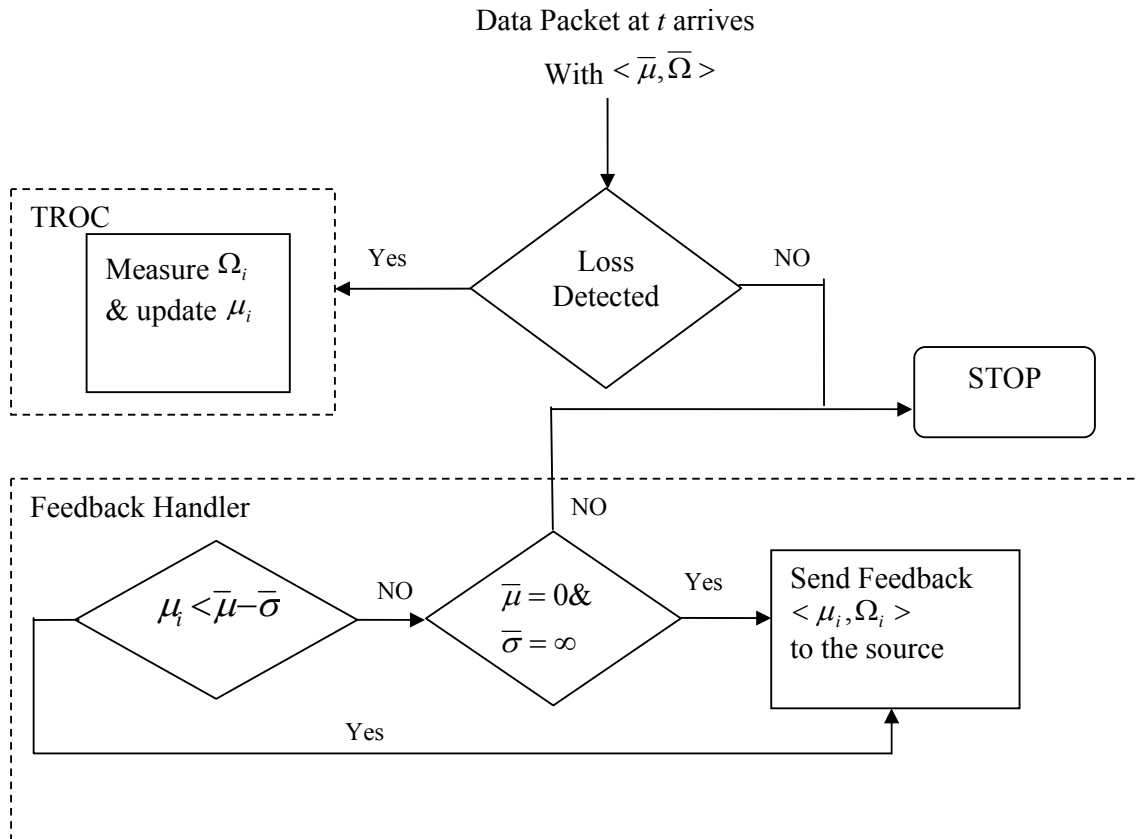 Data Packet at t arrives
With < μ̄, Ω̄ >
TROC
Measure Ωᵢ
& update μᵢ
Yes
Loss
Detected
NO
STOP
Feedback Handler
NO
μᵢ < μ̄ − σ̄
NO
μ̄ = 0&
σ̄ = ∞
Yes
Send Feedback
< μᵢ, Ωᵢ >
to the source
Yes